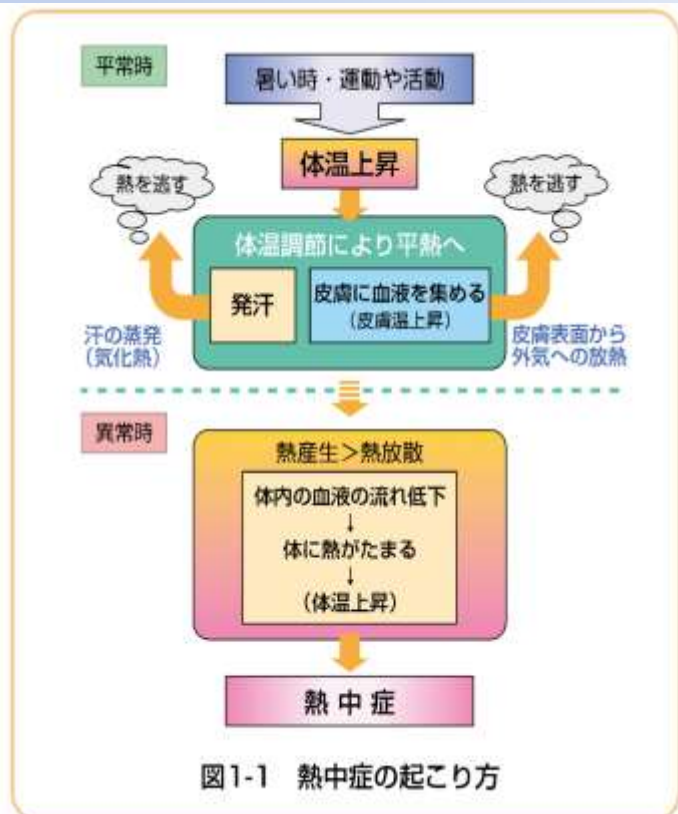 平常時
暑い時・運動や活動
体温上昇
熱を逃す
熱を逃す
体温調節により平熱へ
発汗
皮膚に血液を集める
(皮膚温上昇)
汗の蒸発
(気化熱)
皮膚表面から
外気への放熱
異常時
熱産生＞熱放散
体内の血液の流れ低下
↓
体に熱がたまる
↓
(体温上昇)
熱中症
図1-1 熱中症の起こり方